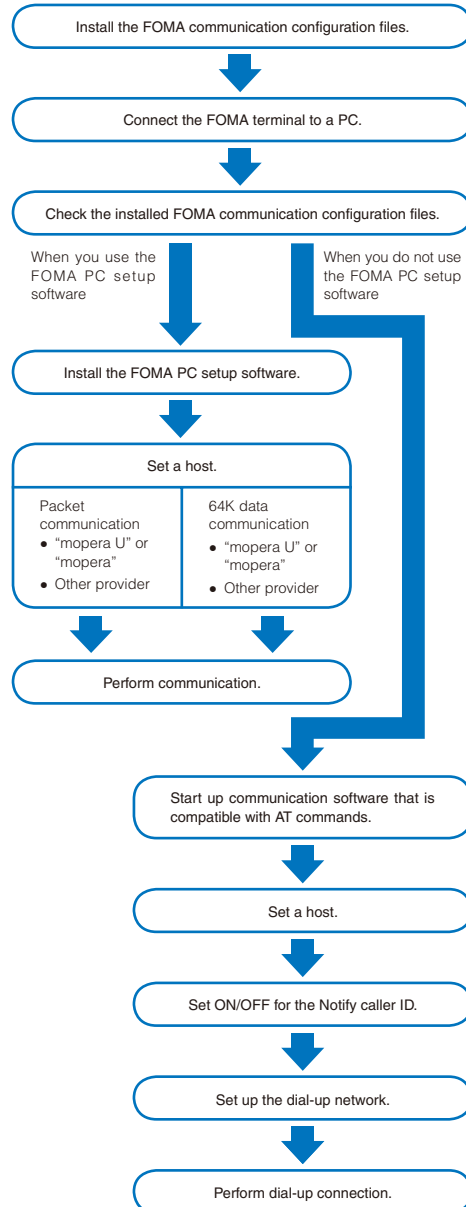 Install the FOMA communication configuration files.
Connect the FOMA terminal to a PC.
Check the installed FOMA communication configuration files.
When you use the
FOMA PC setup
software
When you do not use
the FOMA PC setup
software
Install the FOMA PC setup software.
Set a host.
Packet
communication
● “mopera U” or
“mopera”
● Other provider
64K data
communication
● “mopera U” or
“mopera”
● Other provider
Perform communication.
Start up communication software that is
compatible with AT commands.
Set a host.
Set ON/OFF for the Notify caller ID.
Set up the dial-up network.
Perform dial-up connection.